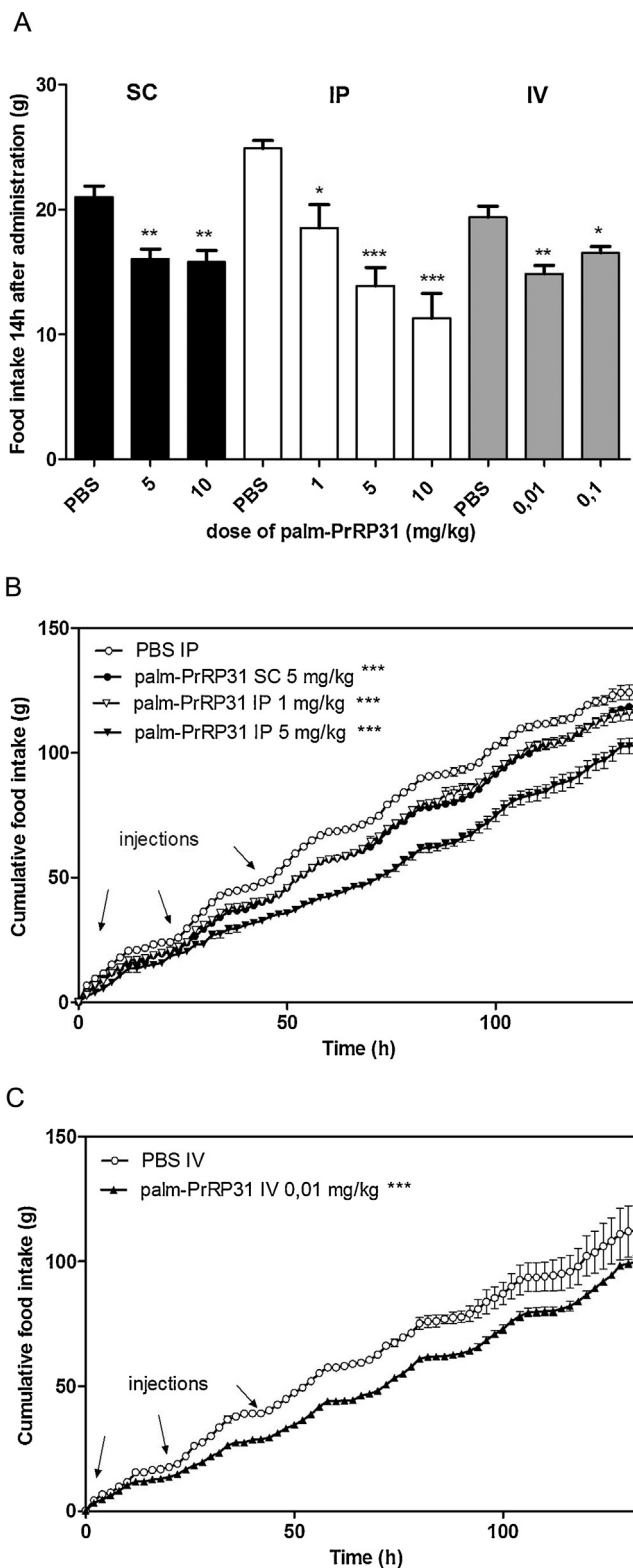 A
SC IP IV
Food intake 14h after administration (g)
30
20
10
0
** ** * *** *** ** *
PBS 5 10 PBS 1 5 10 PBS 0,01 0,1
dose of palm-PrRP31 (mg/kg)
B
Cumulative food intake (g)
150
100
50
0
PBS IP
palm-PrRP31 SC 5 mg/kg ***
palm-PrRP31 IP 1 mg/kg ***
palm-PrRP31 IP 5 mg/kg ***
injections
0 50 100
Time (h)
C
Cumulative food intake (g)
150
100
50
0
PBS IV
palm-PrRP31 IV 0,01 mg/kg ***
injections
0 50 100
Time (h)